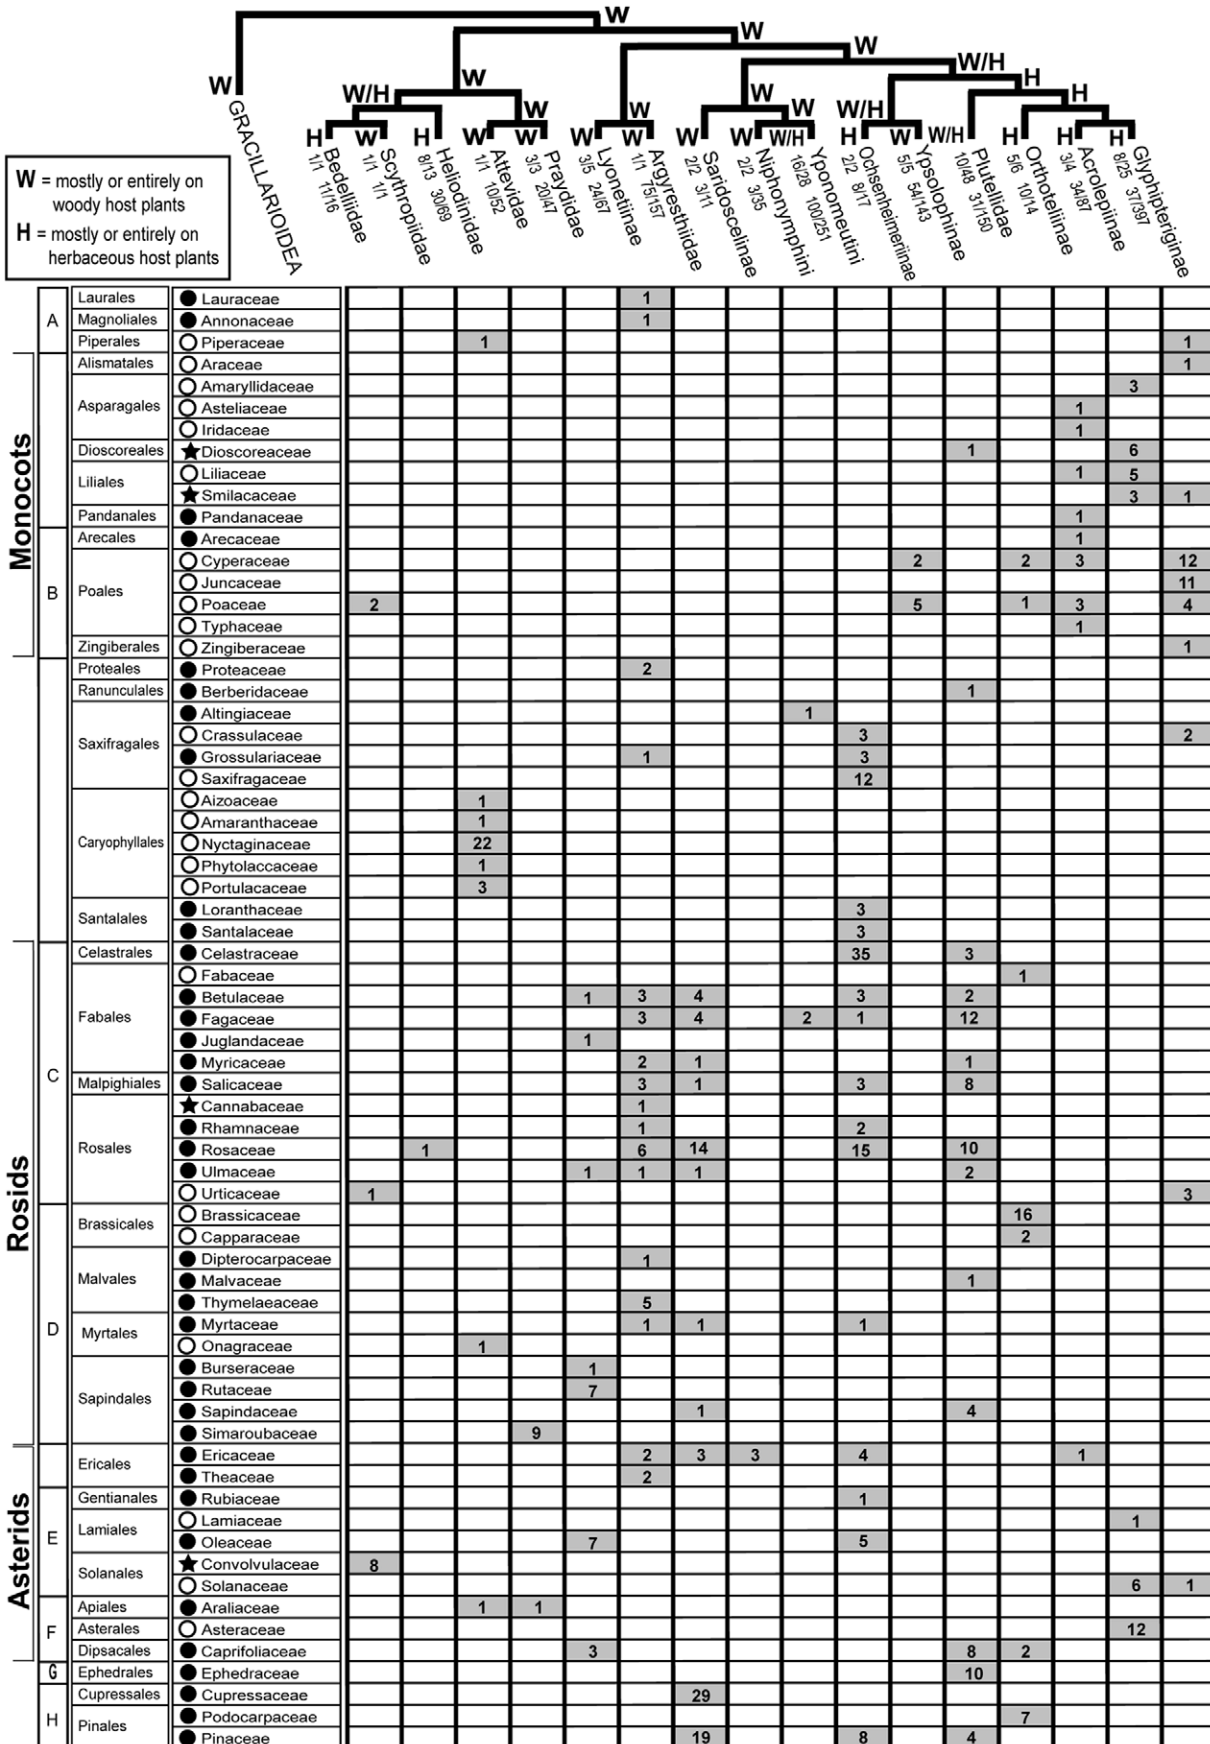 W
W
W
W/H
W
H
W/H
W
W
W
H
W
H
W
W
W
W
W
W
W
W/H
W/H
H
W
W/H
H
H
H
GRACILLARIOIDEA
Bedelliidae
1/1 11/16
Scythropiidae
1/1 1/1
Heliodinidae
8/13 30/69
Attevidae
1/1 10/52
Praydidae
3/3 20/47
Lyonetiinae
3/5 24/67
Argyresthiidae
1/1 75/157
Saridoscelinae
2/2 3/11
Niphonymphini
2/2 3/35
Yponomeutini
16/28 100/251
Ochsenheimeriinae
2/2 8/17
Ypsolophinae
5/5 54/143
Plutellidae
10/48 31/150
Orthoteliinae
5/6 10/14
Acrolepiinae
3/4 34/87
Glyphipteriginae
8/25 37/397
W = mostly or entirely on
woody host plants
H = mostly or entirely on
herbaceous host plants
Monocots
Rosids
Asterids
A
Laurales
Lauraceae 1
Magnoliales
Annonaceae 1
Piperales
Piperaceae 1 1
B
Alismatales
Araceae 1
Asparagales
Amaryllidaceae 3
Asteliaceae 1
Iridaceae 1
Dioscoreales
Dioscoreaceae 1 6
Liliales
Liliaceae 1 5
Smilacaceae 3 1
Pandanales
Pandanaceae 1
Arecales
Arecaceae 1
Poales
Cyperaceae 2 2 3 12
Juncaceae 11
Poaceae 2 5 1 3 4
Typhaceae 1
Zingiberales
Zingiberaceae 1
Proteales
Proteaceae 2
Ranunculales
Berberidaceae 1
Saxifragales
Altingiaceae 1
Crassulaceae 3 2
Grossulariaceae 1 3
Saxifragaceae 12
Caryophyllales
Aizoaceae 1
Amaranthaceae 1
Nyctaginaceae 22
Phytolaccaceae 1
Portulacaceae 3
Santalales
Loranthaceae 3
Santalaceae 3
C
Celastrales
Celastraceae 35 3
Fabales
Fabaceae 1
Betulaceae 1 3 4 3 2
Fagaceae 3 4 2 1 12
Juglandaceae 1
Myricaceae 2 1 1
Malpighiales
Salicaceae 3 1 3 8
Rosales
Cannabaceae 1
Rhamnaceae 1 2
Rosaceae 1 6 14 15 10
Ulmaceae 1 1 1 2
Urticaceae 1 3
D
Brassicales
Brassicaceae 16
Capparaceae 2
Malvales
Dipterocarpaceae 1
Malvaceae 1
Thymelaeaceae 5
Myrtales
Myrtaceae 1 1 1
Onagraceae 1
Sapindales
Burseraceae 1
Rutaceae 7
Sapindaceae 1 4
Simaroubaceae 9
Ericales
Ericaceae 2 3 3 4 1
Theaceae 2
E
Gentianales
Rubiaceae 1
Lamiales
Lamiaceae 1
Oleaceae 7 5
Solanales
Convolvulaceae 8
Solanaceae 6 1
F
Apiales
Araliaceae 1 1
Asterales
Asteraceae 12
Dipsacales
Caprifoliaceae 3 8 2
G
Ephedrales
Ephedraceae 10
H
Cupressales
Cupressaceae 29
Pinales
Podocarpaceae 7
Pinaceae 19 8 4